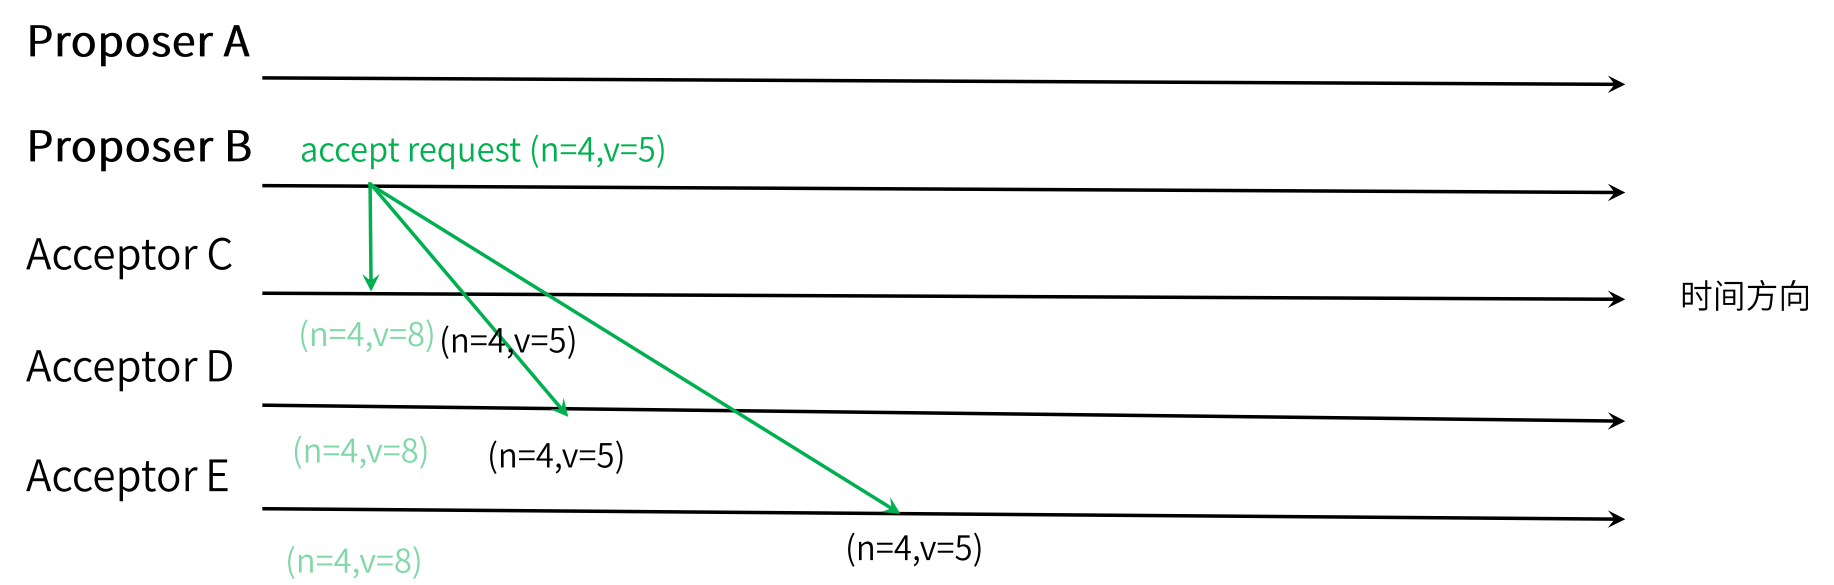 Proposer A
Proposer B
accept request (n=4,v=5)
Acceptor C
时间方向
(n=4,v=8)
(n=4,v=5)
Acceptor D
(n=4,v=8)
(n=4,v=5)
Acceptor E
(n=4,v=5)
(n=4,v=8)